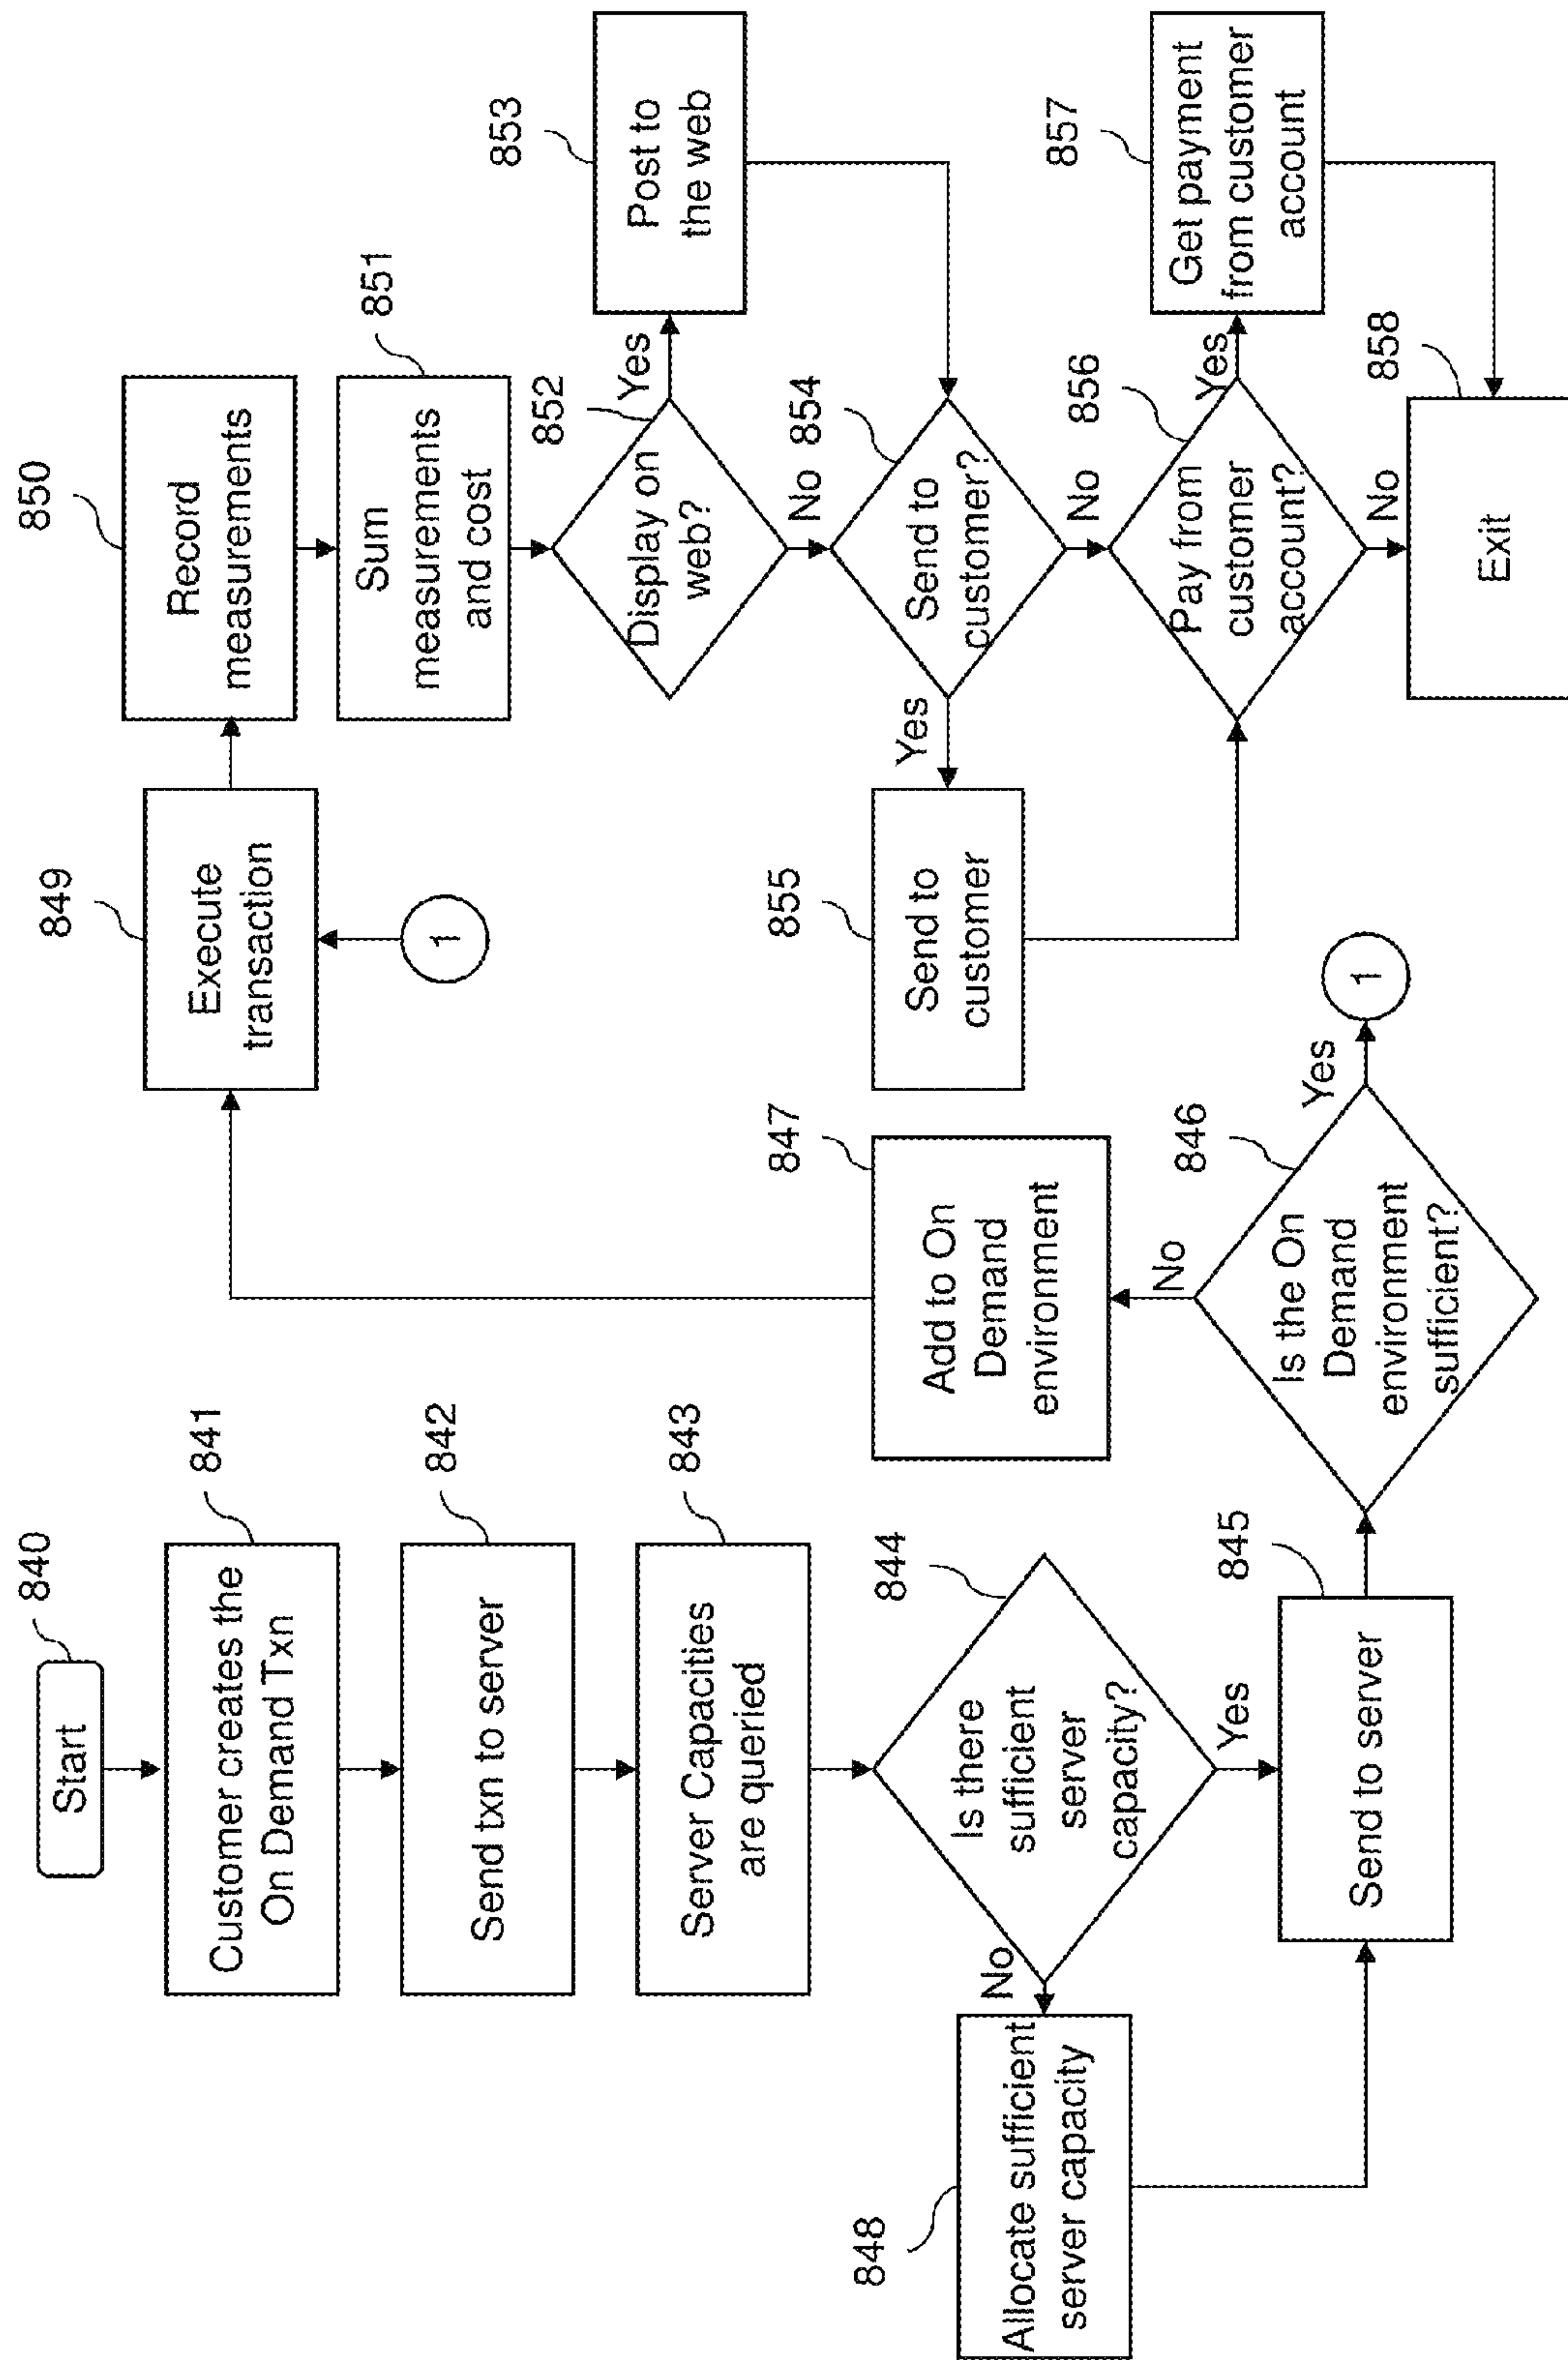 840
Start
841
Customer creates the
On Demand Txn
842
Send txn to server
843
Server Capacities
are queried
844
Is there
sufficient
server
capacity?
No
Yes
848
Allocate sufficient
server capacity
845
Send to server
846
Is the On
Demand
environment
sufficient?
No
Yes
1
847
Add to On
Demand
environment
849
Execute
transaction
1
850
Record
measurements
851
Sum
measurements
and cost
852
Display on
web?
Yes
No
853
Post to
the web
854
Send to
customer?
Yes
No
855
Send to
customer
856
Pay from
customer
account?
Yes
No
857
Get payment
from customer
account
858
Exit